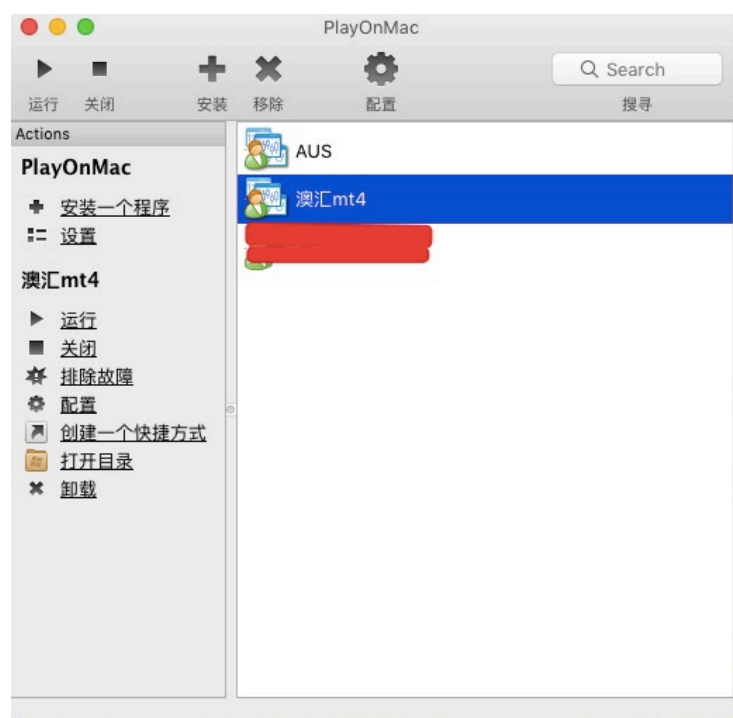 PlayOnMac
Search
运行 关闭 安装 移除 配置 搜寻
Actions
PlayOnMac
安装一个程序
设置
澳汇mt4
运行
关闭
排除故障
配置
创建一个快捷方式
打开目录
卸载
AUS
澳汇mt4